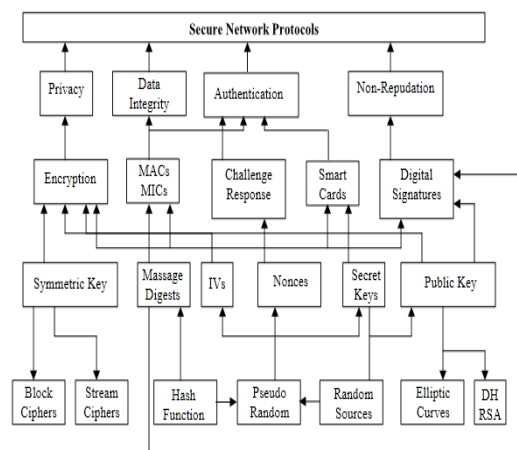 Secure Network Protocols
Privacy
Data
Integrity
Authentication
Non-Repudation
Encryption
MACs
MICs
Challenge
Response
Smart
Cards
Digital
Signatures
Symmetric Key
Massage
Digests
IVs
Nonces
Secret
Keys
Public Key
Block
Ciphers
Stream
Ciphers
Hash
Function
Pseudo
Random
Random
Sources
Elliptic
Curves
DH
RSA